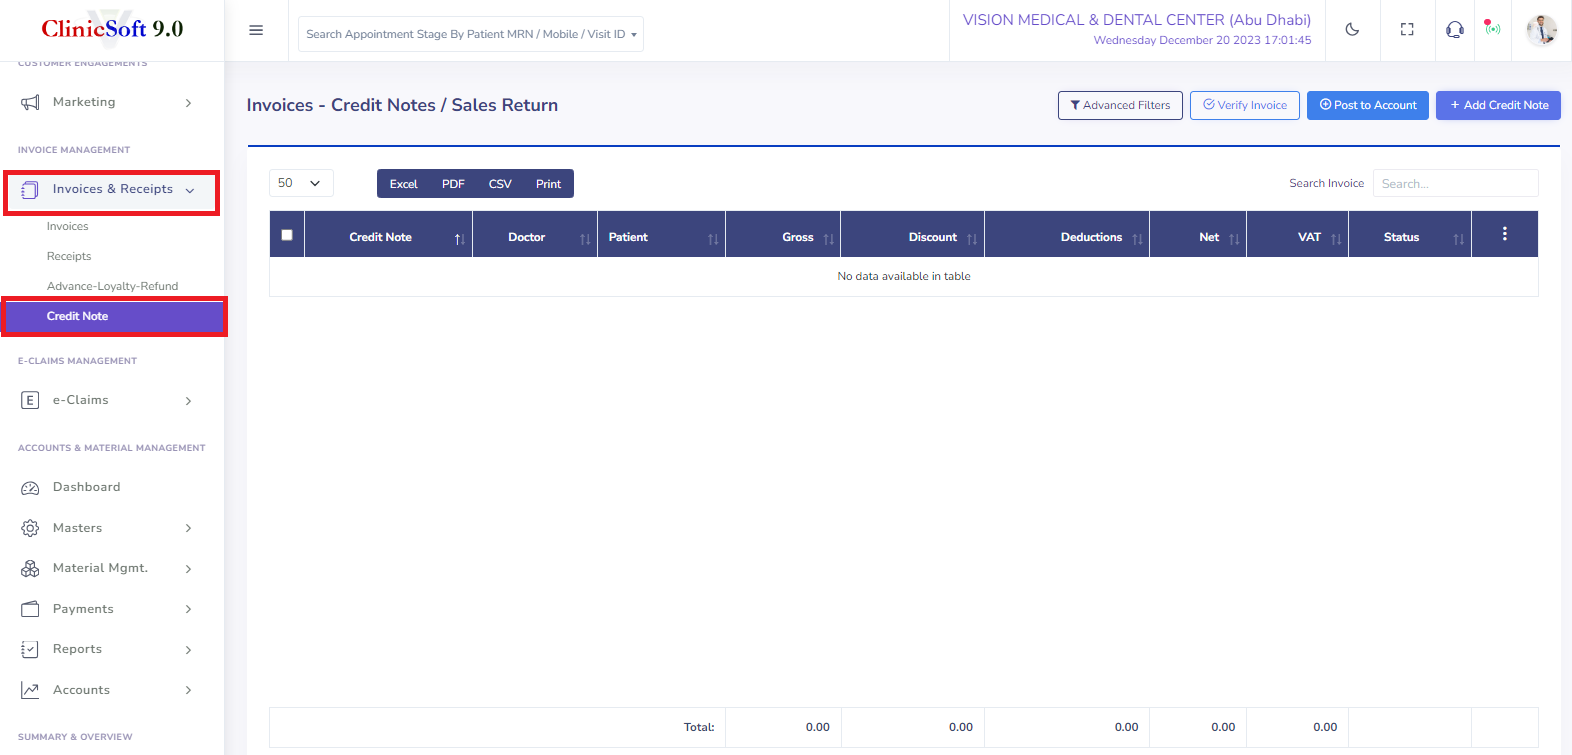 ClinicSoft 9.0
Search Appointment Stage By Patient MRN / Mobile / Visit ID
VISION MEDICAL & DENTAL CENTER (Abu Dhabi)
Wednesday December 20 2023 17:01:45
CUSTOMER ENGAGEMENTS
Marketing
INVOICE MANAGEMENT
Invoices & Receipts
Invoices
Receipts
Advance-Loyalty-Refund
Credit Note
E-CLAIMS MANAGEMENT
E e-Claims
ACCOUNTS & MATERIAL MANAGEMENT
Dashboard
Masters
Material Mgmt.
Payments
Reports
Accounts
SUMMARY & OVERVIEW
Invoices - Credit Notes / Sales Return
Advanced Filters Verify Invoice Post to Account + Add Credit Note
50 Excel PDF CSV Print Search Invoice Search...
Credit Note Doctor Patient Gross Discount Deductions Net VAT Status
No data available in table
Total: 0.00 0.00 0.00 0.00 0.00